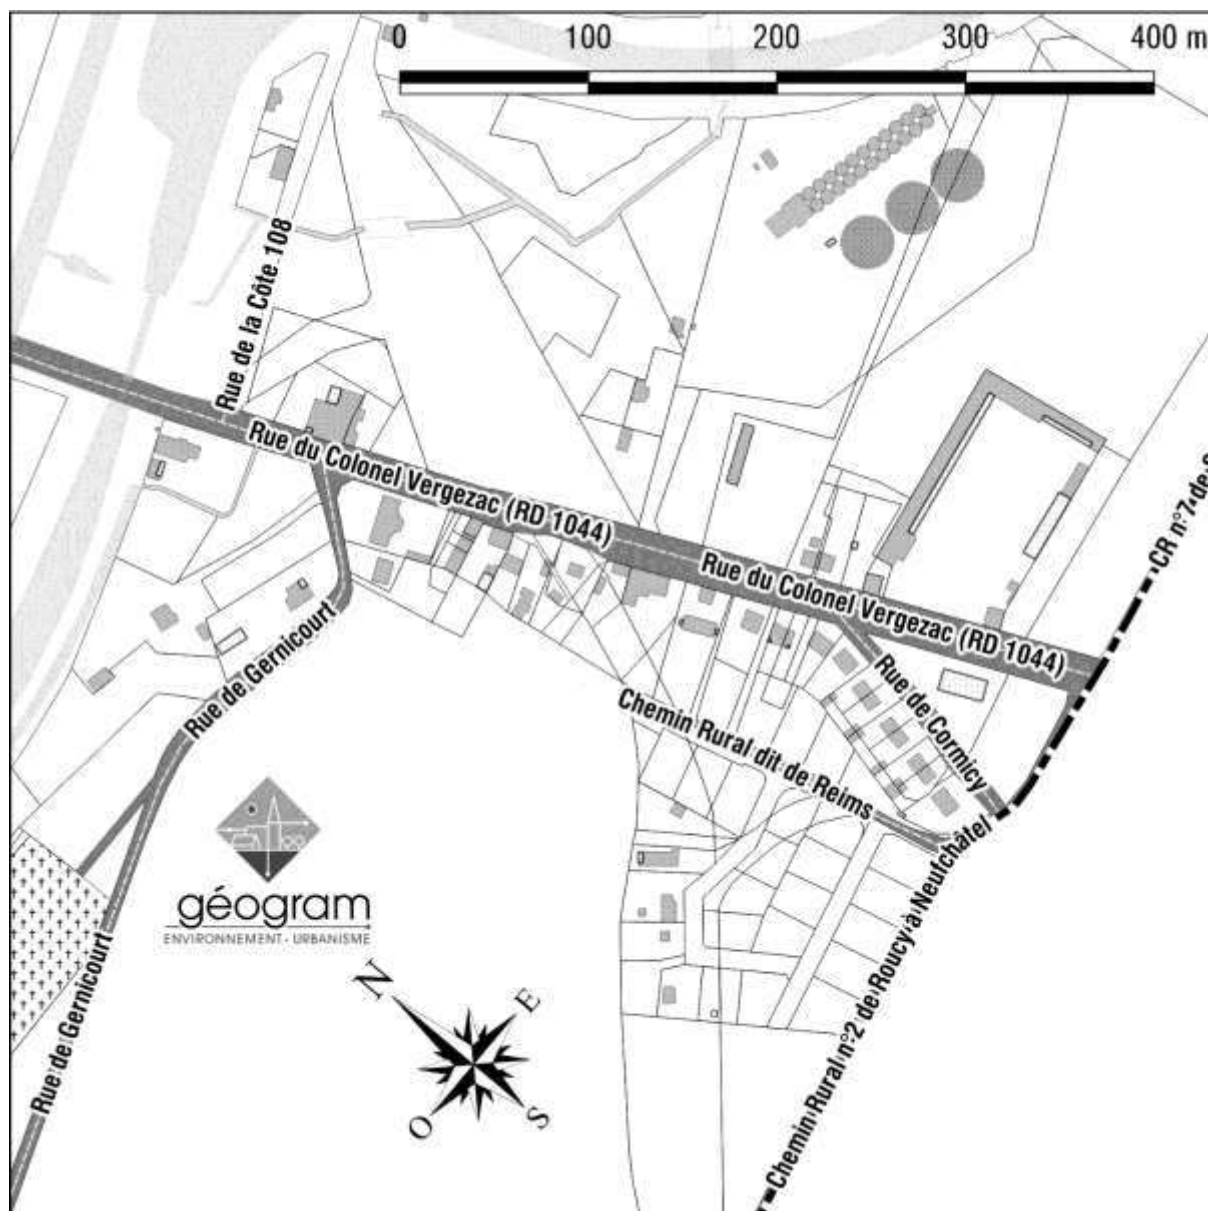 0 100 200 300 400 m
Rue de la Côte 108
Rue du Colonel Vergezac (RD 1044)
Rue du Colonel Vergezac (RD 1044)
CR n°7 de
Rue de Gernicourt
Rue de Cormicy
Chemin Rural dit de Reims
Chemin Rural n°2 de Roucy à Neufchâtel
Rue de Gernicourt
géogram
ENVIRONNEMENT - URBANISME
N
E
O
S